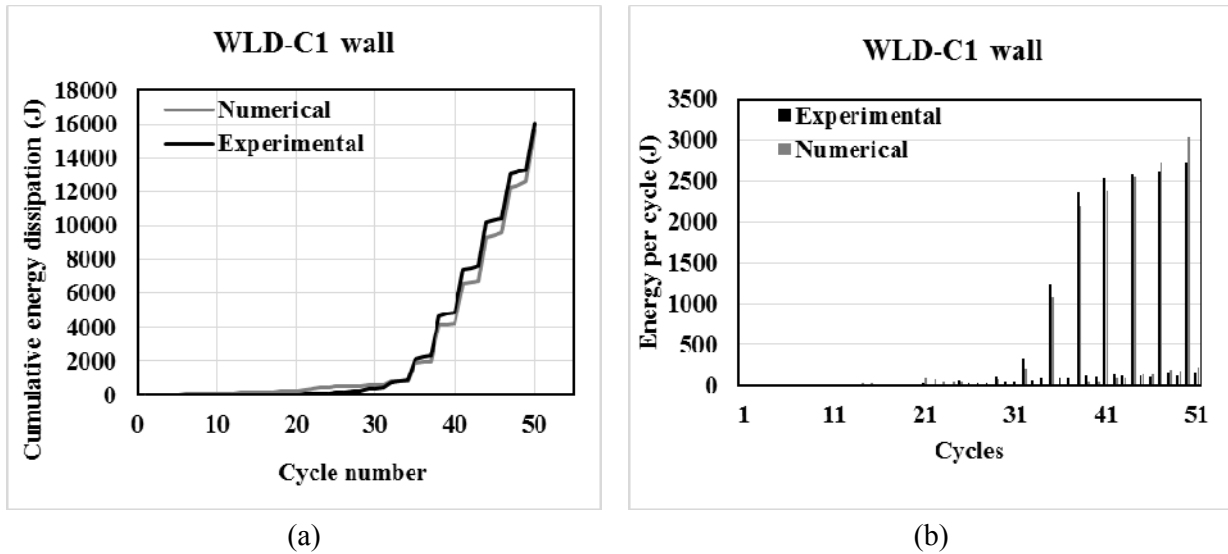 WLD-C1 wall
Cumulative energy dissipation (J)
18000
16000
14000
12000
10000
8000
6000
4000
2000
0
Numerical
Experimental
0 10 20 30 40 50
Cycle number
(a)
WLD-C1 wall
Energy per cycle (J)
3500
3000
2500
2000
1500
1000
500
0
Experimental
Numerical
1 11 21 31 41 51
Cycles
(b)